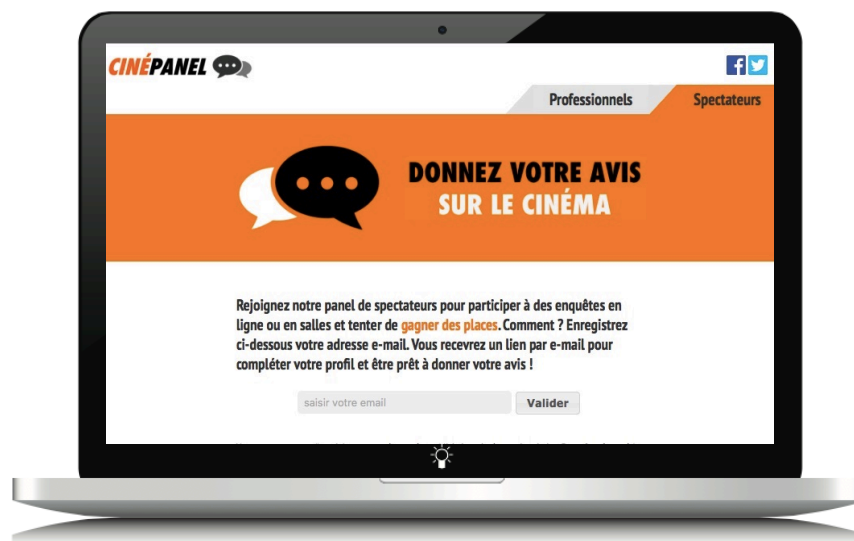 CINÉPANEL
Professionnels
Spectateurs
DONNEZ VOTRE AVIS
SUR LE CINÉMA
Rejoignez notre panel de spectateurs pour participer à des enquêtes en
ligne ou en salles et tenter de gagner des places. Comment ? Enregistrez
ci-dessous votre adresse e-mail. Vous recevrez un lien par e-mail pour
compléter votre profil et être prêt à donner votre avis !
saisir votre email
Valider